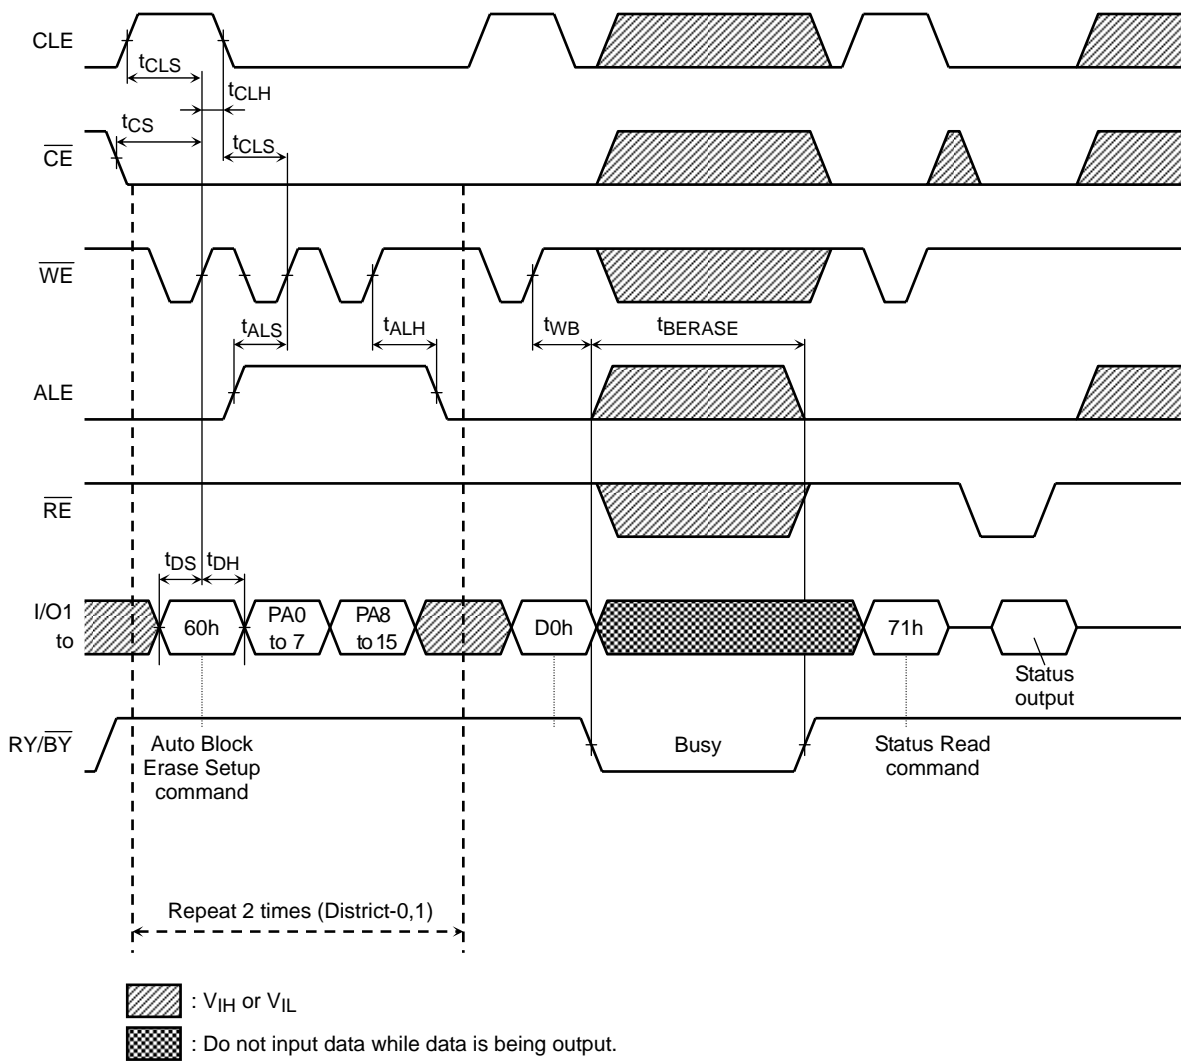 CLE
tCLS
tCLH
tCS
CE
tCLS
WE
tALS
tALH
tWB
tBERASE
ALE
RE
tDS
tDH
I/O1
to
60h
PA0
to 7
PA8
to 15
D0h
71h
Status
output
RY/BY
Auto Block
Erase Setup
command
Busy
Status Read
command
Repeat 2 times (District-0,1)
: VIH or VIL
: Do not input data while data is being output.